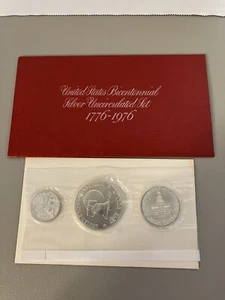 United States Bicentennial
Silver Uncirculated Set
1776-1976